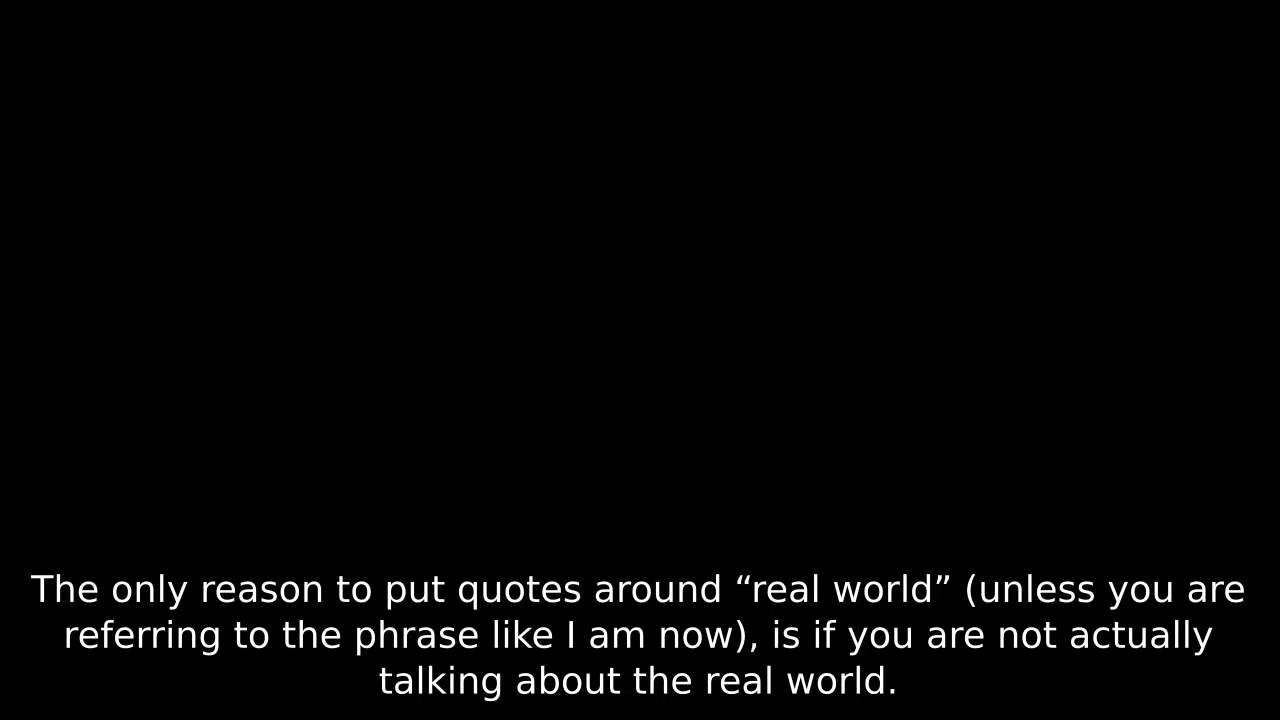 The only reason to put quotes around “real world” (unless you are
referring to the phrase like I am now), is if you are not actually
talking about the real world.